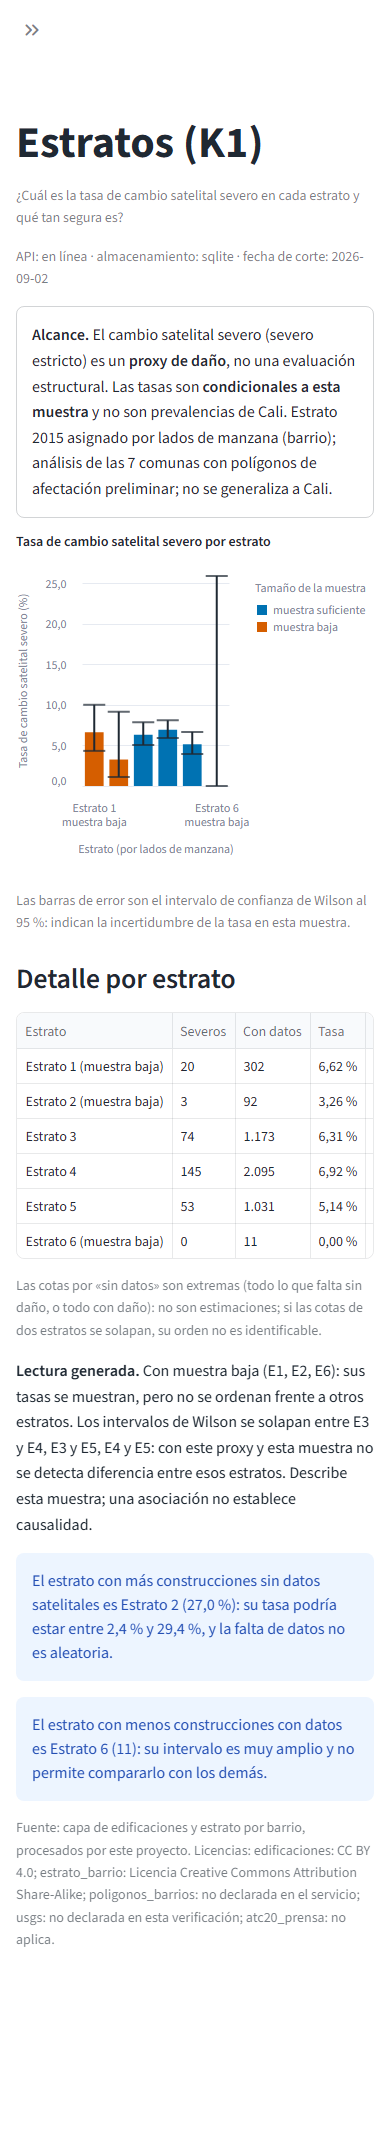 Estratos (K1)
¿Cuál es la tasa de cambio satelital severo en cada estrato y
qué tan segura es?
API: en línea · almacenamiento: sqlite · fecha de corte: 2026-
09-02
Alcance. El cambio satelital severo (severo
estricto) es un proxy de daño, no una evaluación
estructural. Las tasas son condicionales a esta
muestra y no son prevalencias de Cali. Estrato
2015 asignado por lados de manzana (barrio);
análisis de las 7 comunas con polígonos de
afectación preliminar; no se generaliza a Cali.
Tasa de cambio satelital severo por estrato
Tasa de cambio satelital severo (%)
25,0
20,0
15,0
10,0
5,0
0,0
Estrato 1
muestra baja
Estrato 6
muestra baja
Estrato (por lados de manzana)
Tamaño de la muestra
muestra suficiente
muestra baja
Las barras de error son el intervalo de confianza de Wilson al
95 %: indican la incertidumbre de la tasa en esta muestra.
Detalle por estrato
Estrato Severos Con datos Tasa
Estrato 1 (muestra baja) 20 302 6,62 %
Estrato 2 (muestra baja) 3 92 3,26 %
Estrato 3 74 1.173 6,31 %
Estrato 4 145 2.095 6,92 %
Estrato 5 53 1.031 5,14 %
Estrato 6 (muestra baja) 0 11 0,00 %
Las cotas por «sin datos» son extremas (todo lo que falta sin
daño, o todo con daño): no son estimaciones; si las cotas de
dos estratos se solapan, su orden no es identificable.
Lectura generada. Con muestra baja (E1, E2, E6): sus
tasas se muestran, pero no se ordenan frente a otros
estratos. Los intervalos de Wilson se solapan entre E3
y E4, E3 y E5, E4 y E5: con este proxy y esta muestra no
se detecta diferencia entre esos estratos. Describe
esta muestra; una asociación no establece
causalidad.
El estrato con más construcciones sin datos
satelitales es Estrato 2 (27,0 %): su tasa podría
estar entre 2,4 % y 29,4 %, y la falta de datos no
es aleatoria.
El estrato con menos construcciones con datos
es Estrato 6 (11): su intervalo es muy amplio y no
permite compararlo con los demás.
Fuente: capa de edificaciones y estrato por barrio,
procesados por este proyecto. Licencias: edificaciones: CC BY
4.0; estrato_barrio: Licencia Creative Commons Attribution
Share-Alike; poligonos_barrios: no declarada en el servicio;
usgs: no declarada en esta verificación; atc20_prensa: no
aplica.